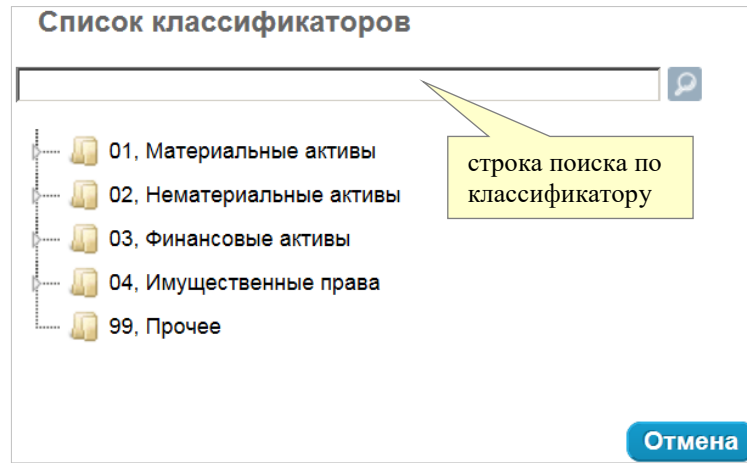 Список классификаторов
строка поиска по
классификатору
01, Материальные активы
02, Нематериальные активы
03, Финансовые активы
04, Имущественные права
99, Прочее
Отмена